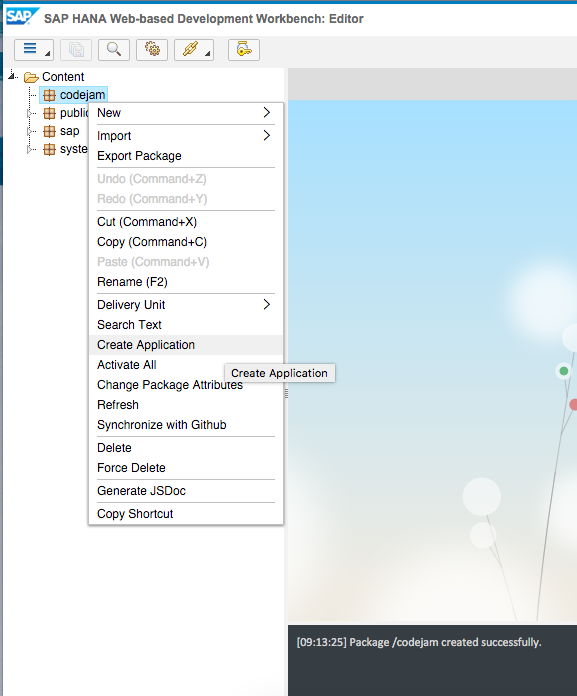 SAP SAP HANA Web-based Development Workbench: Editor
Content
codejam
public
sap
syste
New
Import
Export Package
Undo (Command+Z)
Redo (Command+Y)
Cut (Command+X)
Copy (Command+C)
Paste (Command+V)
Rename (F2)
Delivery Unit
Search Text
Create Application
Activate All
Create Application
Change Package Attributes
Refresh
Synchronize with Github
Delete
Force Delete
Generate JSDoc
Copy Shortcut
[09:13:25] Package /codejam created successfully.